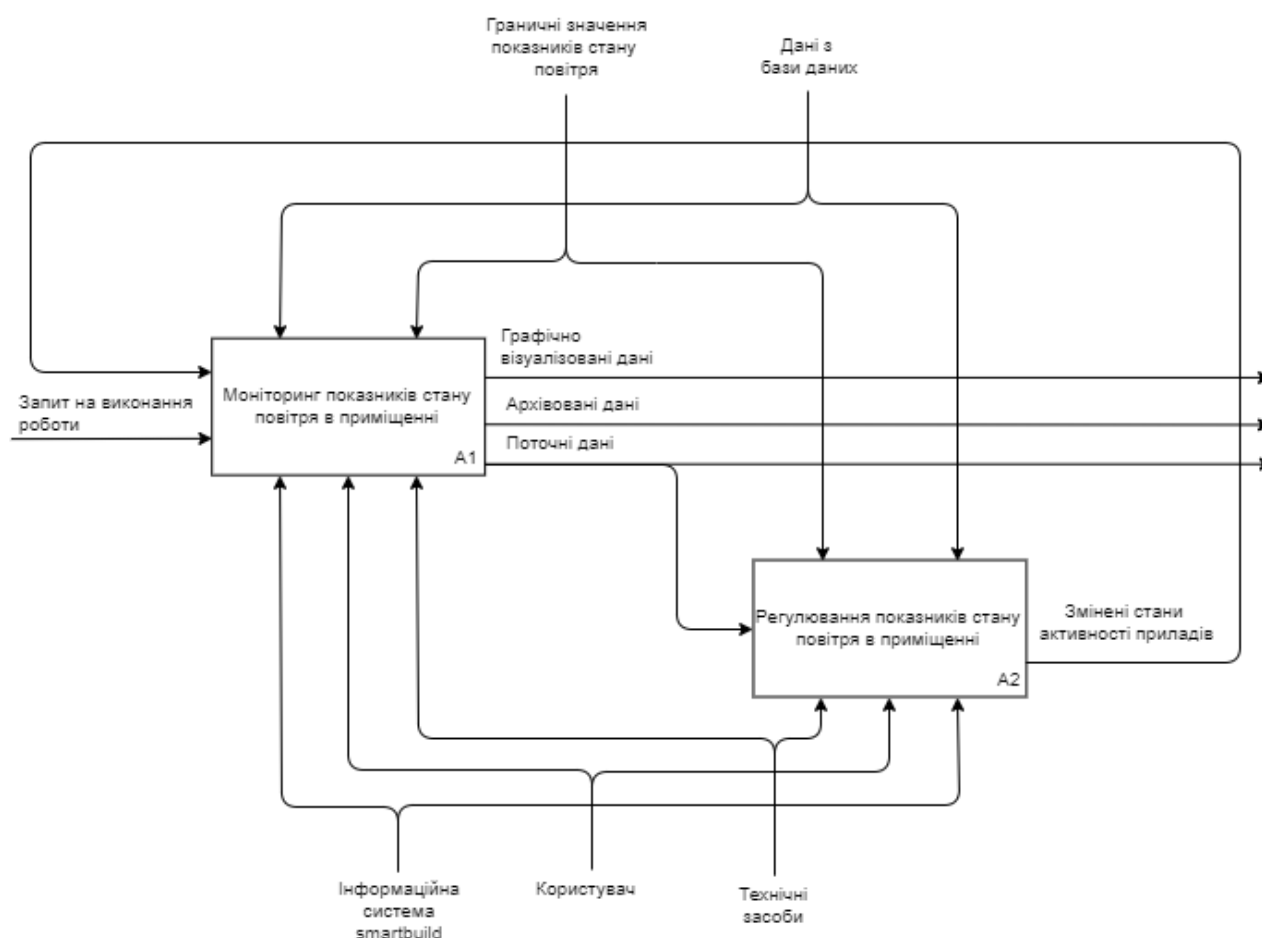 Граничні значення
показників стану
повітря
Дані з
бази даних
Графічно
візуалізовані дані
Моніторинг показників стану
повітря в приміщенні
A1
Запит на виконання
роботи
Архівовані дані
Поточні дані
Регулювання показників стану
повітря в приміщенні
A2
Змінені стани
активності приладів
Інформаційна
система
smartbuild
Користувач
Технічні
засоби